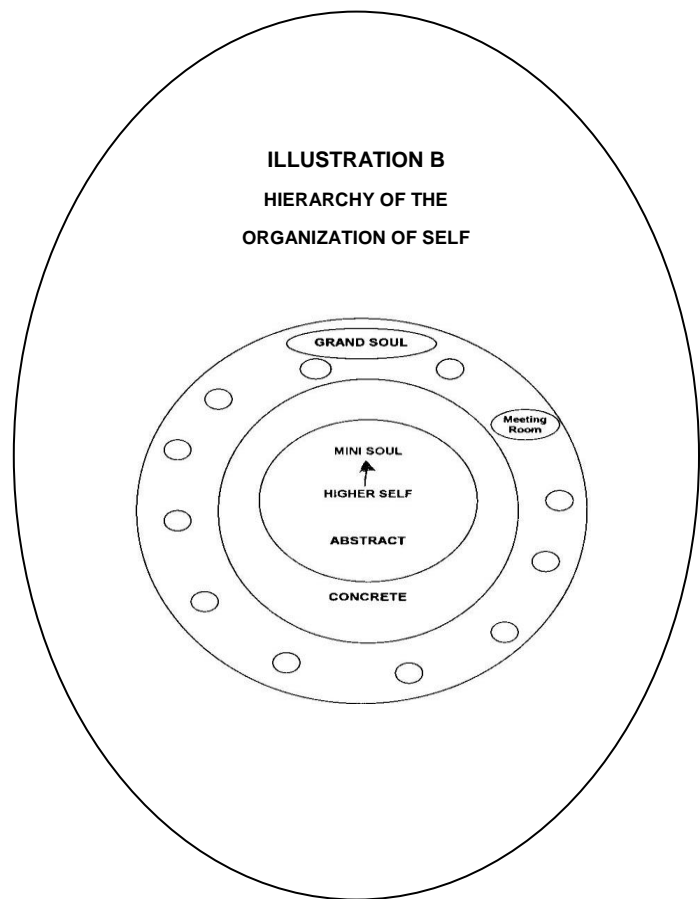 ILLUSTRATION B
HIERARCHY OF THE
ORGANIZATION OF SELF
GRAND SOUL
Meeting
Room
MINI SOUL
HIGHER SELF
ABSTRACT
CONCRETE